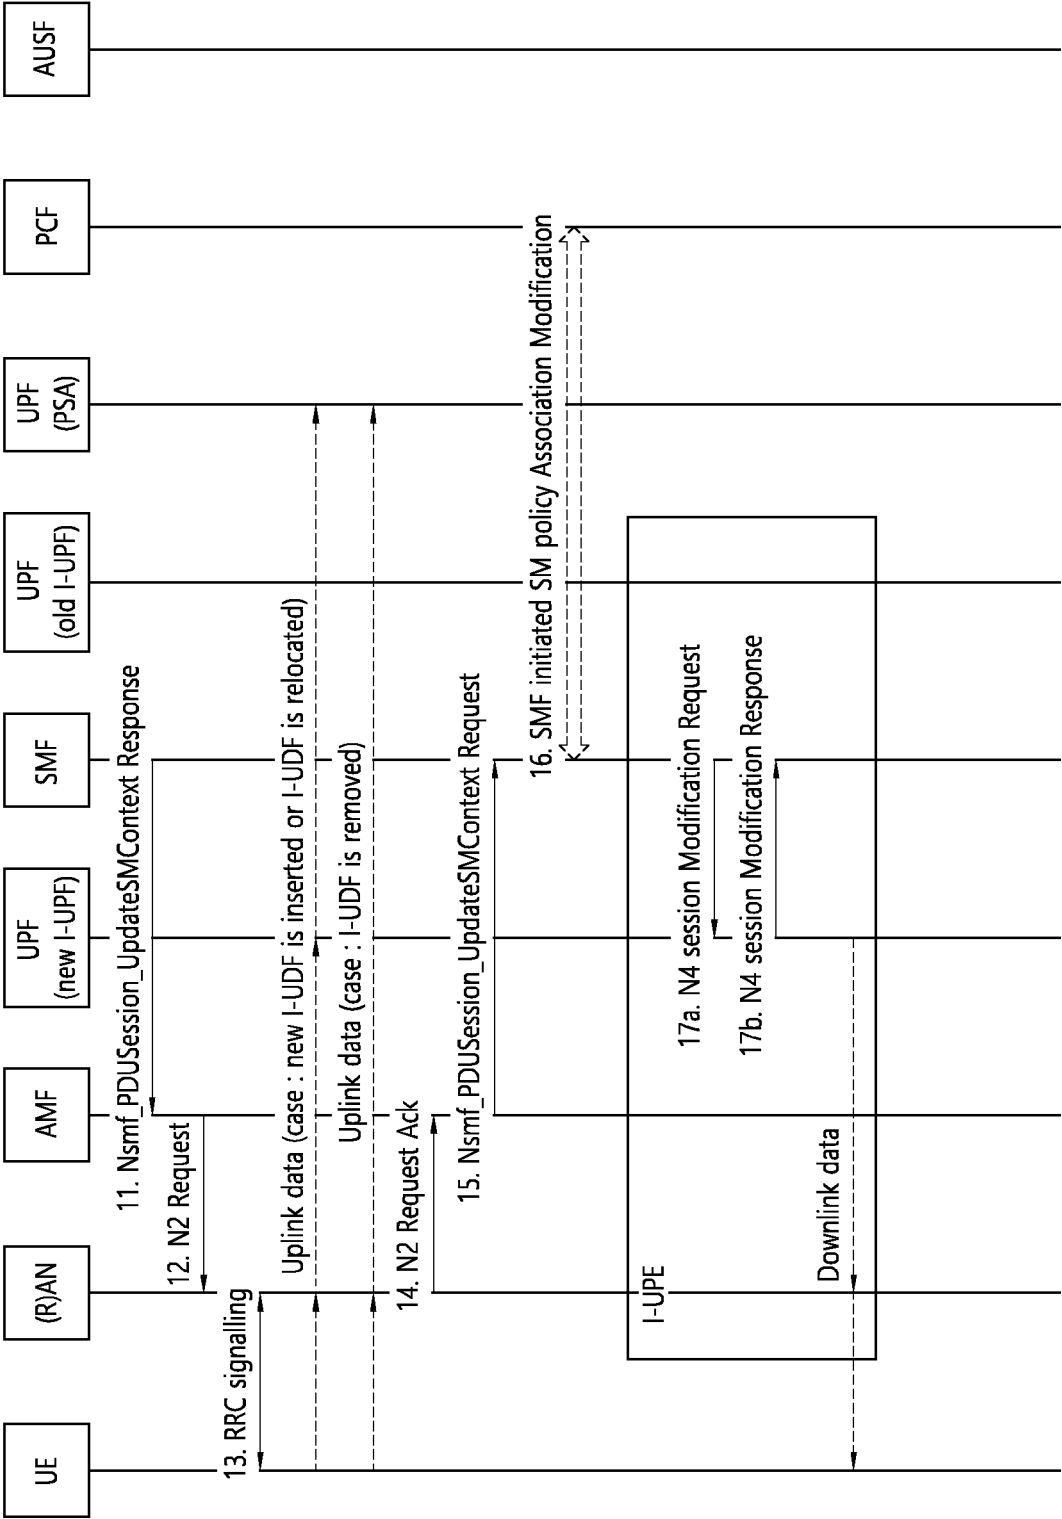 UE
(R)AN
AMF
UPF
(new I-UPF)
SMF
UPF
(old I-UPF)
UPF
(PSA)
PCF
AUSF
11. Nsmf_PDUSession_UpdateSMContext Response
12. N2 Request
13. RRC signalling
Uplink data (case : new I-UDF is inserted or I-UDF is relocated)
Uplink data (case : I-UDF is removed)
14. N2 Request Ack
15. Nsmf_PDUSession_UpdateSMContext Request
16. SMF initiated SM policy Association Modification
I-UPE
17a. N4 session Modification Request
17b. N4 session Modification Response
Downlink data